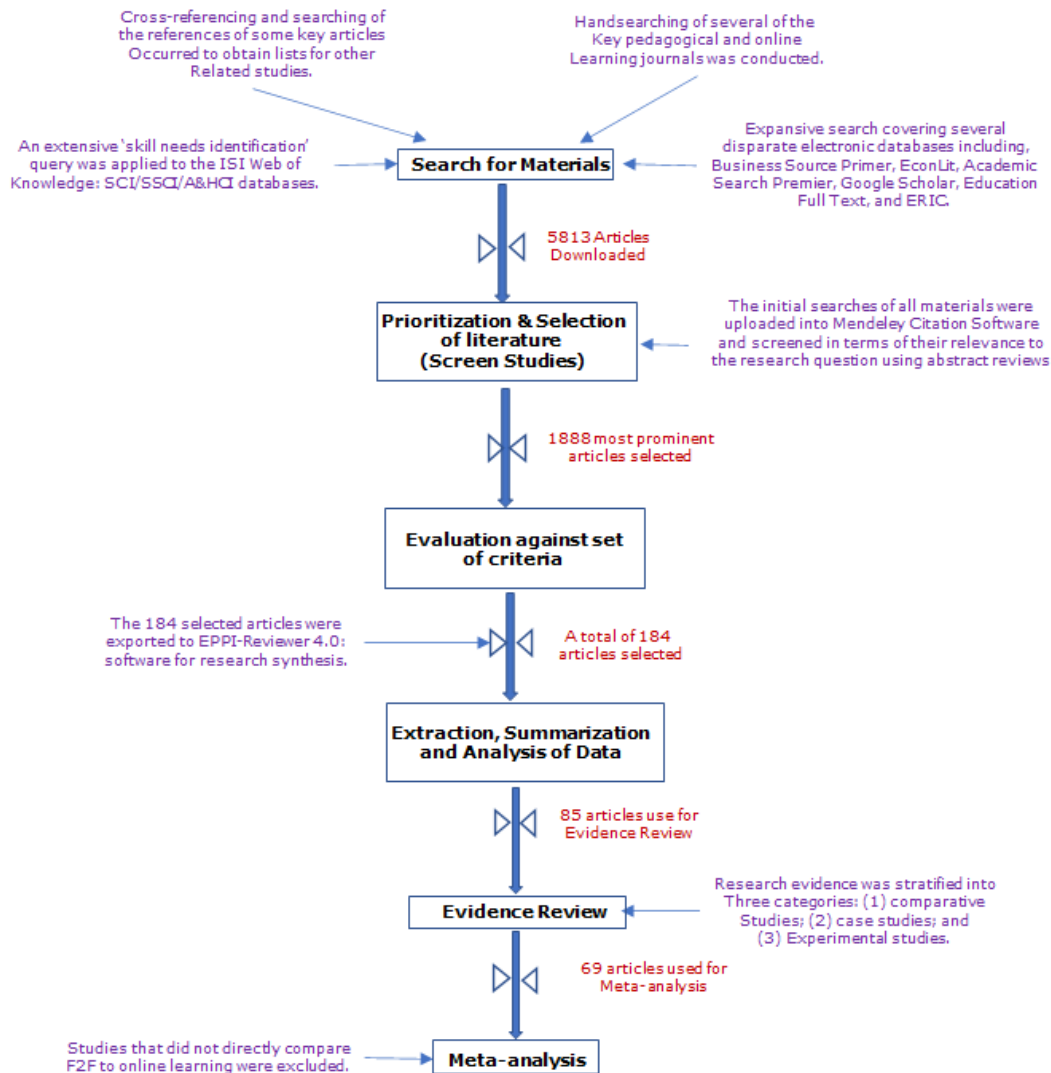 Cross-referencing and searching of
the references of some key articles
Occurred to obtain lists for other
Related studies.
Handsearching of several of the
Key pedagogical and online
Learning journals was conducted.
An extensive ‘skill needs identification’
query was applied to the ISI Web of
Knowledge: SCI/SSCI/A&HCI databases.
Search for Materials
Expansive search covering several
disparate electronic databases including,
Business Source Primer, EconLit, Academic
Search Premier, Google Scholar, Education
Full Text, and ERIC.
5813 Articles
Downloaded
Prioritization & Selection
of literature
(Screen Studies)
The initial searches of all materials were
uploaded into Mendeley Citation Software
and screened in terms of their relevance to
the research question using abstract reviews
1888 most prominent
articles selected
Evaluation against set
of criteria
The 184 selected articles were
exported to EPPI-Reviewer 4.0:
software for research synthesis.
A total of 184
articles selected
Extraction, Summarization
and Analysis of Data
85 articles use for
Evidence Review
Evidence Review
Research evidence was stratified into
Three categories: (1) comparative
Studies; (2) case studies; and
(3) Experimental studies.
69 articles used for
Meta-analysis
Studies that did not directly compare
F2F to online learning were excluded.
Meta-analysis